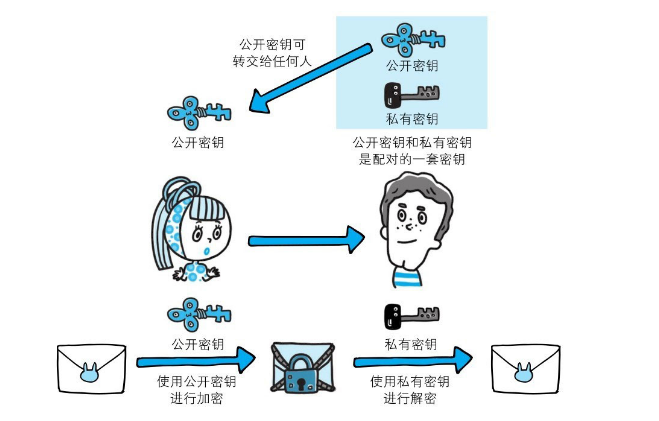 公开密钥可
转交给任何人
公开密钥
私有密钥
公开密钥
公开密钥和私有密钥
是配对的一套密钥
公开密钥
私有密钥
使用公开密钥
进行加密
使用私有密钥
进行解密